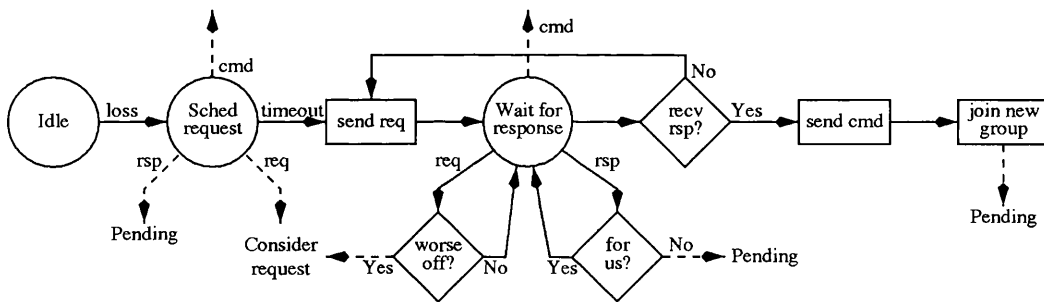 cmd
cmd
No
Idle
loss
Sched
request
timeout
send req
Wait for
response
recv
rsp?
Yes
send cmd
join new
group
rsp
req
req
rsp
Pending
Consider
request
Yes
worse
off?
No
Yes
for
us?
No
Pending
Pending